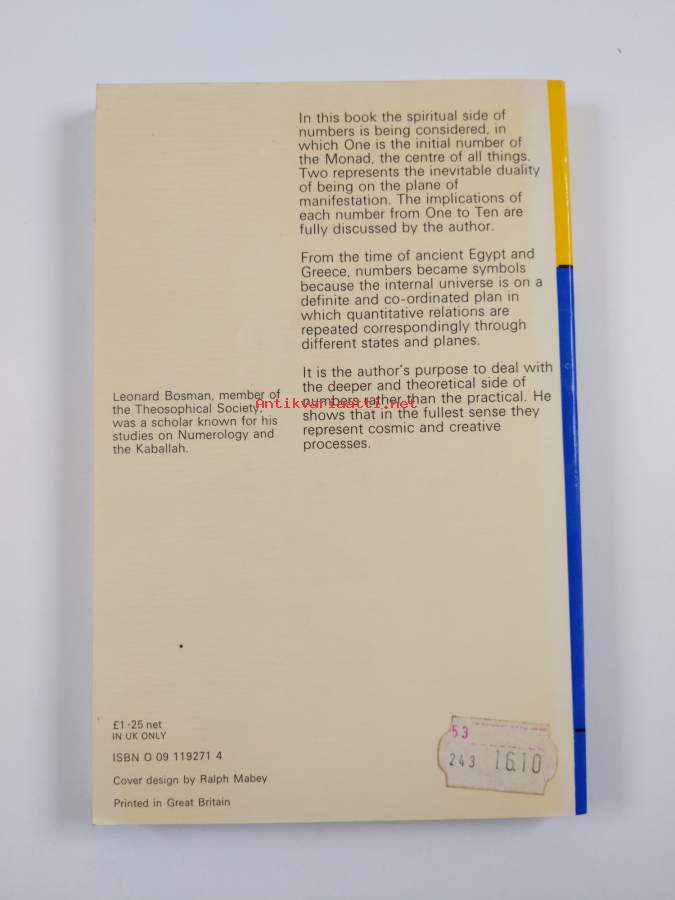 In this book the spiritual side of
numbers is being considered, in
which One is the initial number of
the Monad, the centre of all things.
Two represents the inevitable duality
of being on the plane of
manifestation. The implications of
each number from One to Ten are
fully discussed by the author.
From the time of ancient Egypt and
Greece, numbers became symbols
because the internal universe is on a
definite and co-ordinated plan in
which quantitative relations are
repeated correspondingly through
different states and planes.
It is the author's purpose to deal with
the deeper and theoretical side of
numbers rather than the practical. He
shows that in the fullest sense they
represent cosmic and creative
processes.
Leonard Bosman, member of
the Theosophical Society,
was a scholar known for his
studies on Numerology and
the Kaballah.
Antikvariaatti.net
£1·25 net
IN UK ONLY
ISBN 0 09 119271 4
Cover design by Ralph Mabey
Printed in Great Britain
53
243 16.10